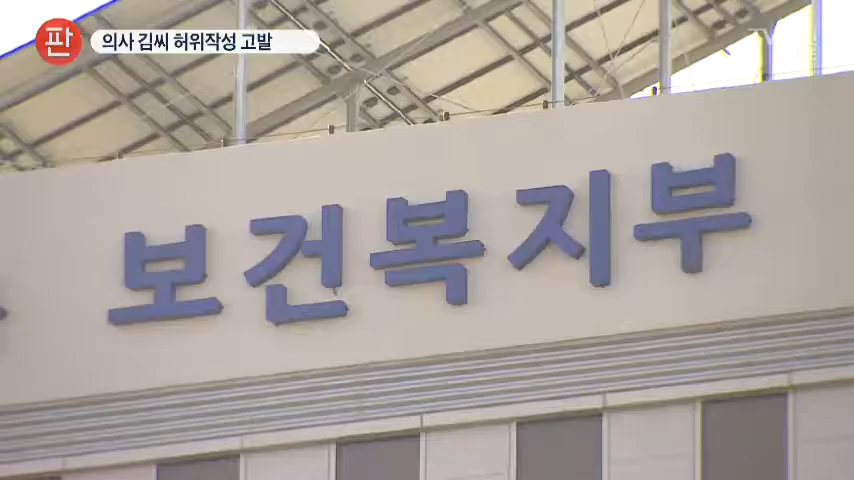 판
의사 김씨 허위작성 고발
보건복지부